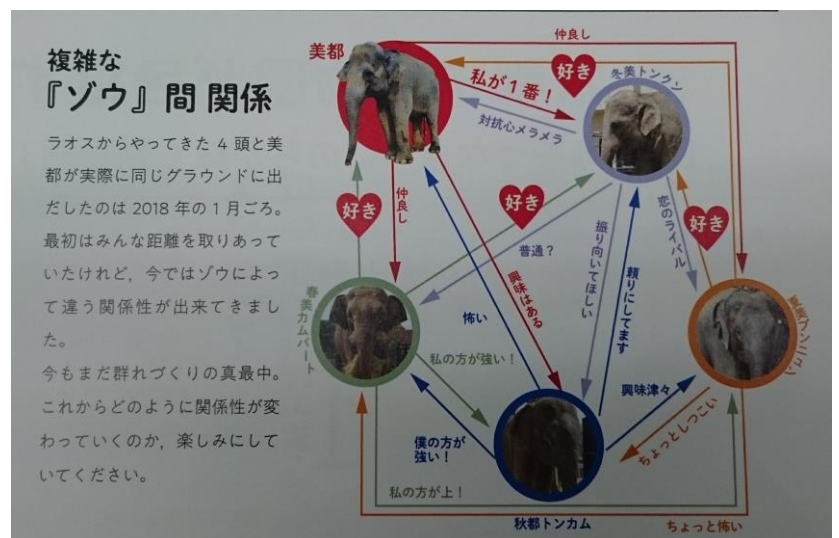 複雑な
『ゾウ』間 関係
ラオスからやってきた 4 頭と美
都が実際に同じグラウンドに出
だしたのは 2018 年の 1 月ごろ。
最初はみんな距離を取りあって
いたけれど，今ではゾウによっ
て違う関係性が出来てきまし
た。
今もまだ群れづくりの真最中。
これからどのように関係性が変
わっていくのか，楽しみにして
いてください。
美都
仲良し
好き
冬美トンクン
私が1番！
対抗心メラメラ
好き
仲良し
好き
好き
普通？
振り向いてほしい
恋のライバル
頼りにしてます
興味はある
怖い
春美カムパート
夏美ブンニュン
私の方が強い！
興味津々
僕の方が
強い！
ちょっとしつこい
私の方が上！
秋都トンカム
ちょっと怖い